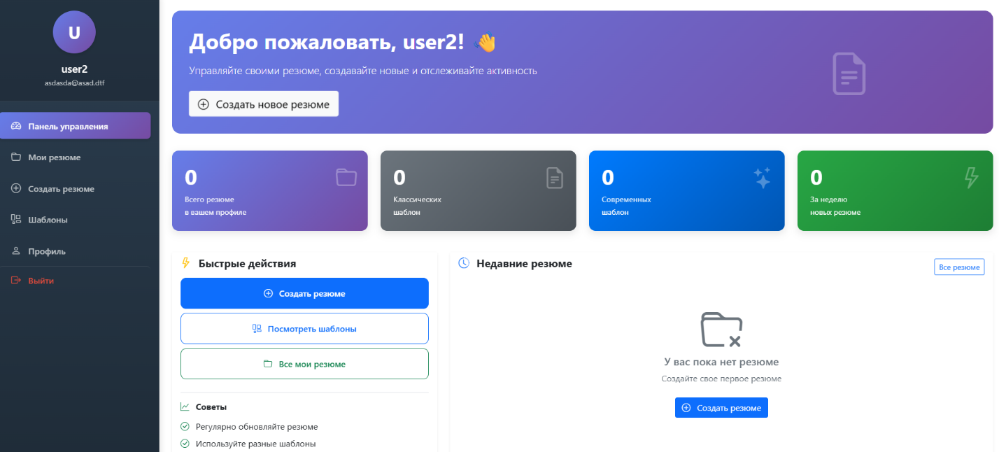 U
user2
asdasda@asad.dtf
Панель управления
Мои резюме
Создать резюме
Шаблоны
Профиль
Выйти
Добро пожаловать, user2! 👋
Управляйте своими резюме, создавайте новые и отслеживайте активность
Создать новое резюме
0
Всего резюме
в вашем профиле
0
Классических
шаблон
0
Современных
шаблон
0
За неделю
новых резюме
Быстрые действия
Создать резюме
Посмотреть шаблоны
Все мои резюме
Советы
Регулярно обновляйте резюме
Используйте разные шаблоны
Недавние резюме
Все резюме
У вас пока нет резюме
Создайте свое первое резюме
Создать резюме